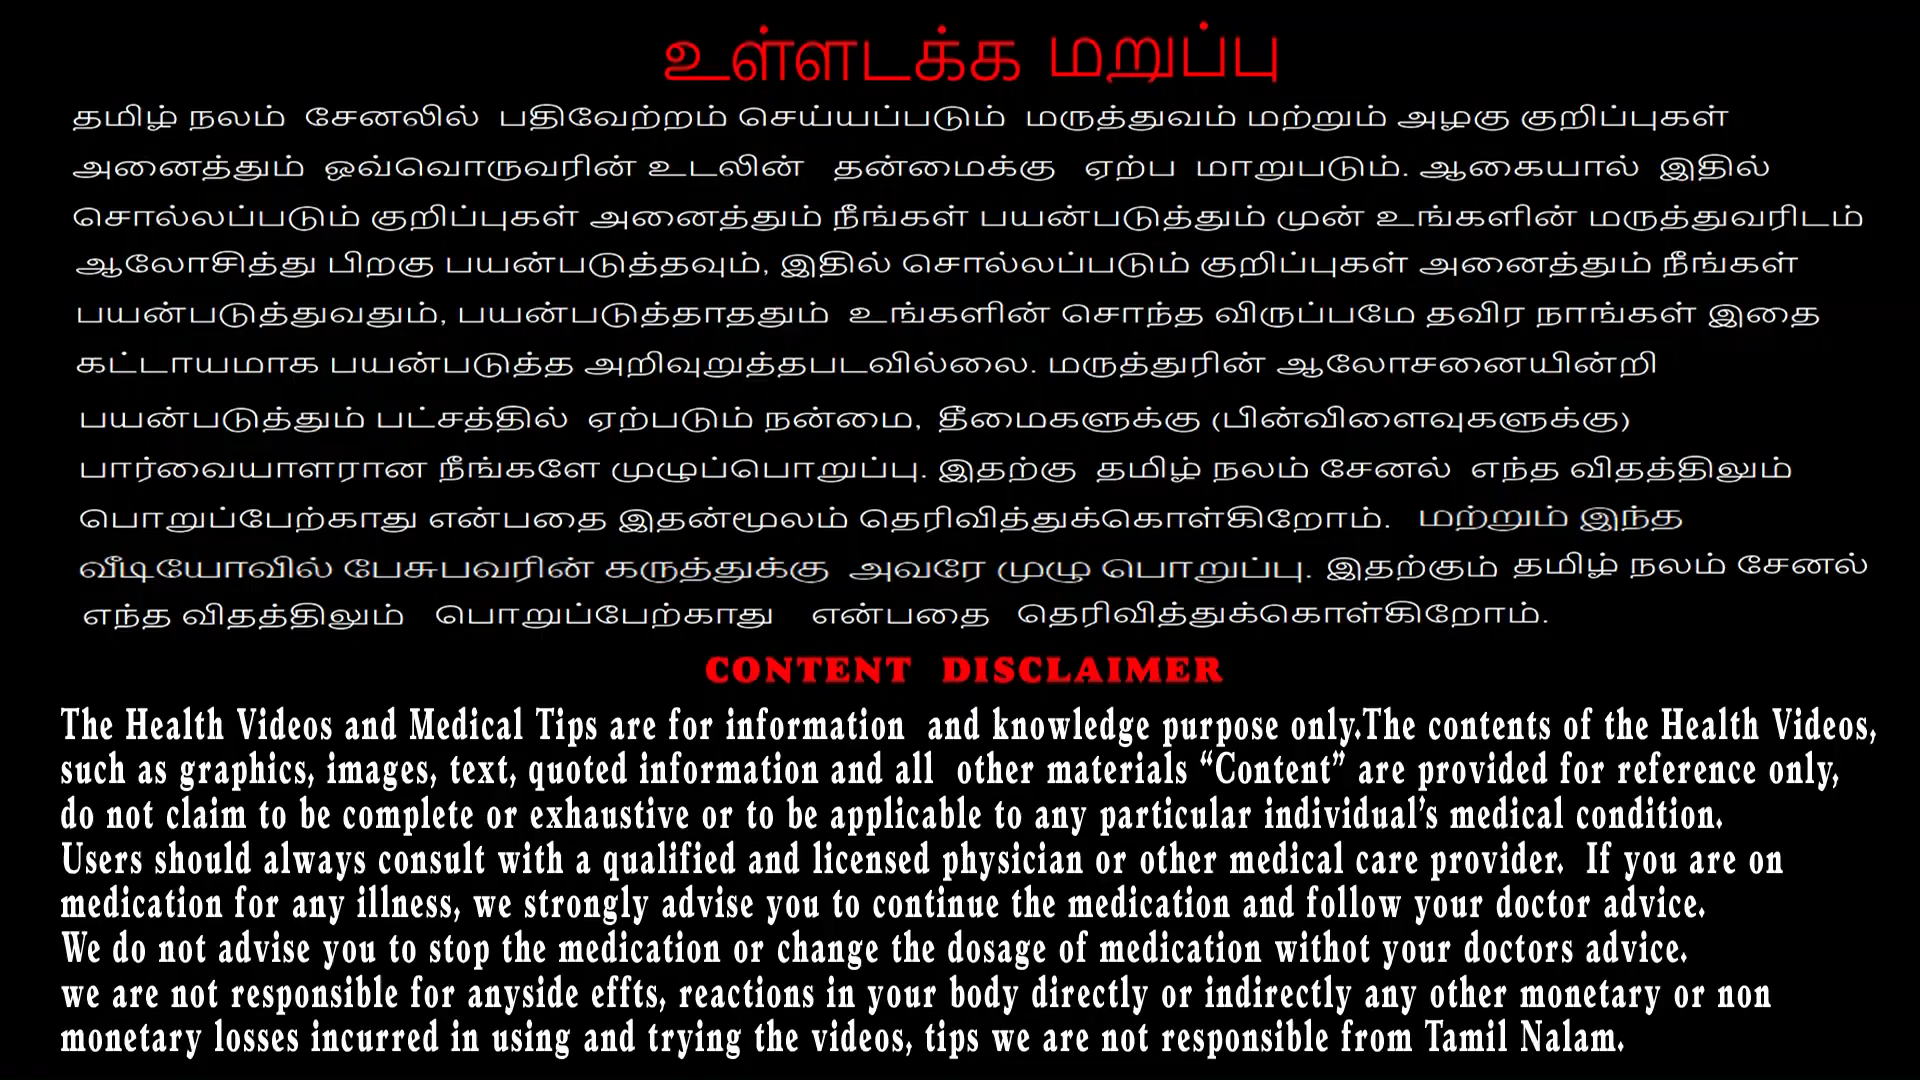 உள்ளடக்க மறுப்பு
தமிழ் நலம் சேனலில் பதிவேற்றம் செய்யப்படும் மருத்துவம் மற்றும் அழகு குறிப்புகள்
அனைத்தும் ஒவ்வொருவரின் உடலின் தன்மைக்கு ஏற்ப மாறுபடும். ஆகையால் இதில்
சொல்லப்படும் குறிப்புகள் அனைத்தும் நீங்கள் பயன்படுத்தும் முன் உங்களின் மருத்துவரிடம்
ஆலோசித்து பிறகு பயன்படுத்தவும், இதில் சொல்லப்படும் குறிப்புகள் அனைத்தும் நீங்கள்
பயன்படுத்துவதும், பயன்படுத்தாததும் உங்களின் சொந்த விருப்பமே தவிர நாங்கள் இதை
கட்டாயமாக பயன்படுத்த அறிவுறுத்தபடவில்லை. மருத்துரின் ஆலோசனையின்றி
பயன்படுத்தும் பட்சத்தில் ஏற்படும் நன்மை, தீமைகளுக்கு (பின்விளைவுகளுக்கு)
பார்வையாளரான நீங்களே முழுப்பொறுப்பு. இதற்கு தமிழ் நலம் சேனல் எந்த விதத்திலும்
பொறுப்பேற்காது என்பதை இதன்மூலம் தெரிவித்துக்கொள்கிறோம். மற்றும் இந்த
வீடியோவில் பேசுபவரின் கருத்துக்கு அவரே முழு பொறுப்பு. இதற்கும் தமிழ் நலம் சேனல்
எந்த விதத்திலும் பொறுப்பேற்காது என்பதை தெரிவித்துக்கொள்கிறோம்.
CONTENT DISCLAIMER
The Health Videos and Medical Tips are for information and knowledge purpose only.The contents of the Health Videos,
such as graphics, images, text, quoted information and all other materials “Content” are provided for reference only,
do not claim to be complete or exhaustive or to be applicable to any particular individual's medical condition.
Users should always consult with a qualified and licensed physician or other medical care provider. If you are on
medication for any illness, we strongly advise you to continue the medication and follow your doctor advice.
We do not advise you to stop the medication or change the dosage of medication withot your doctors advice.
we are not responsible for anyside effts, reactions in your body directly or indirectly any other monetary or non
monetary losses incurred in using and trying the videos, tips we are not responsible from Tamil Nalam.